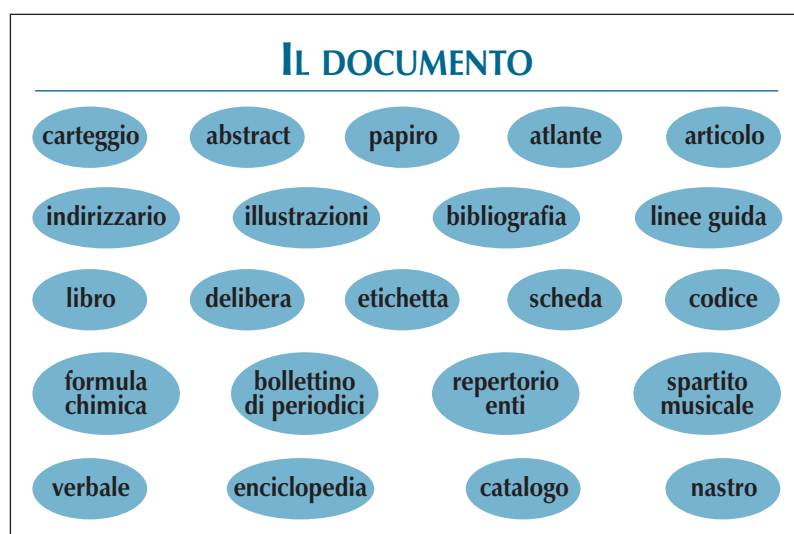 IL DOCUMENTO
carteggio abstract papiro atlante articolo
indirizzario illustrazioni bibliografia linee guida
libro delibera etichetta scheda codice
formula chimica bollettino di periodici repertorio enti spartito musicale
verbale enciclopedia catalogo nastro